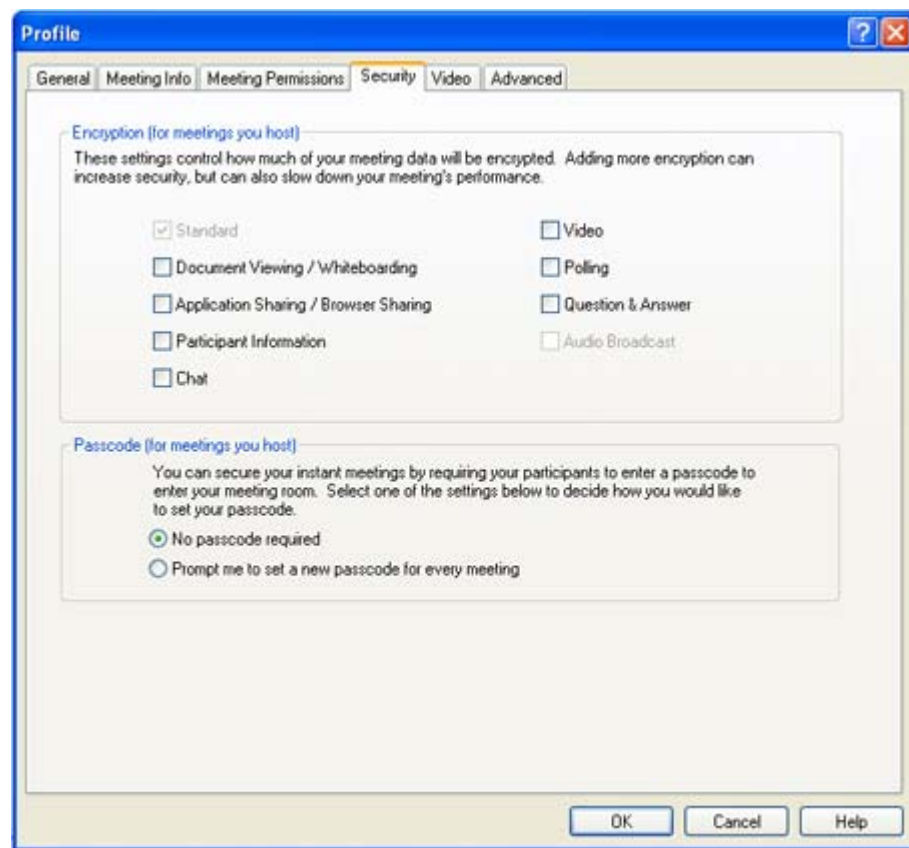 Profile
General Meeting Info Meeting Permissions Security Video Advanced
Encryption (for meetings you host)
These settings control how much of your meeting data will be encrypted. Adding more encryption can
increase security, but can also slow down your meeting's performance.
Standard
Video
Document Viewing / Whiteboarding
Polling
Application Sharing / Browser Sharing
Question & Answer
Participant Information
Audio Broadcast
Chat
Passcode (for meetings you host)
You can secure your instant meetings by requiring your participants to enter a passcode to
enter your meeting room. Select one of the settings below to decide how you would like
to set your passcode.
No passcode required
Prompt me to set a new passcode for every meeting
OK Cancel Help